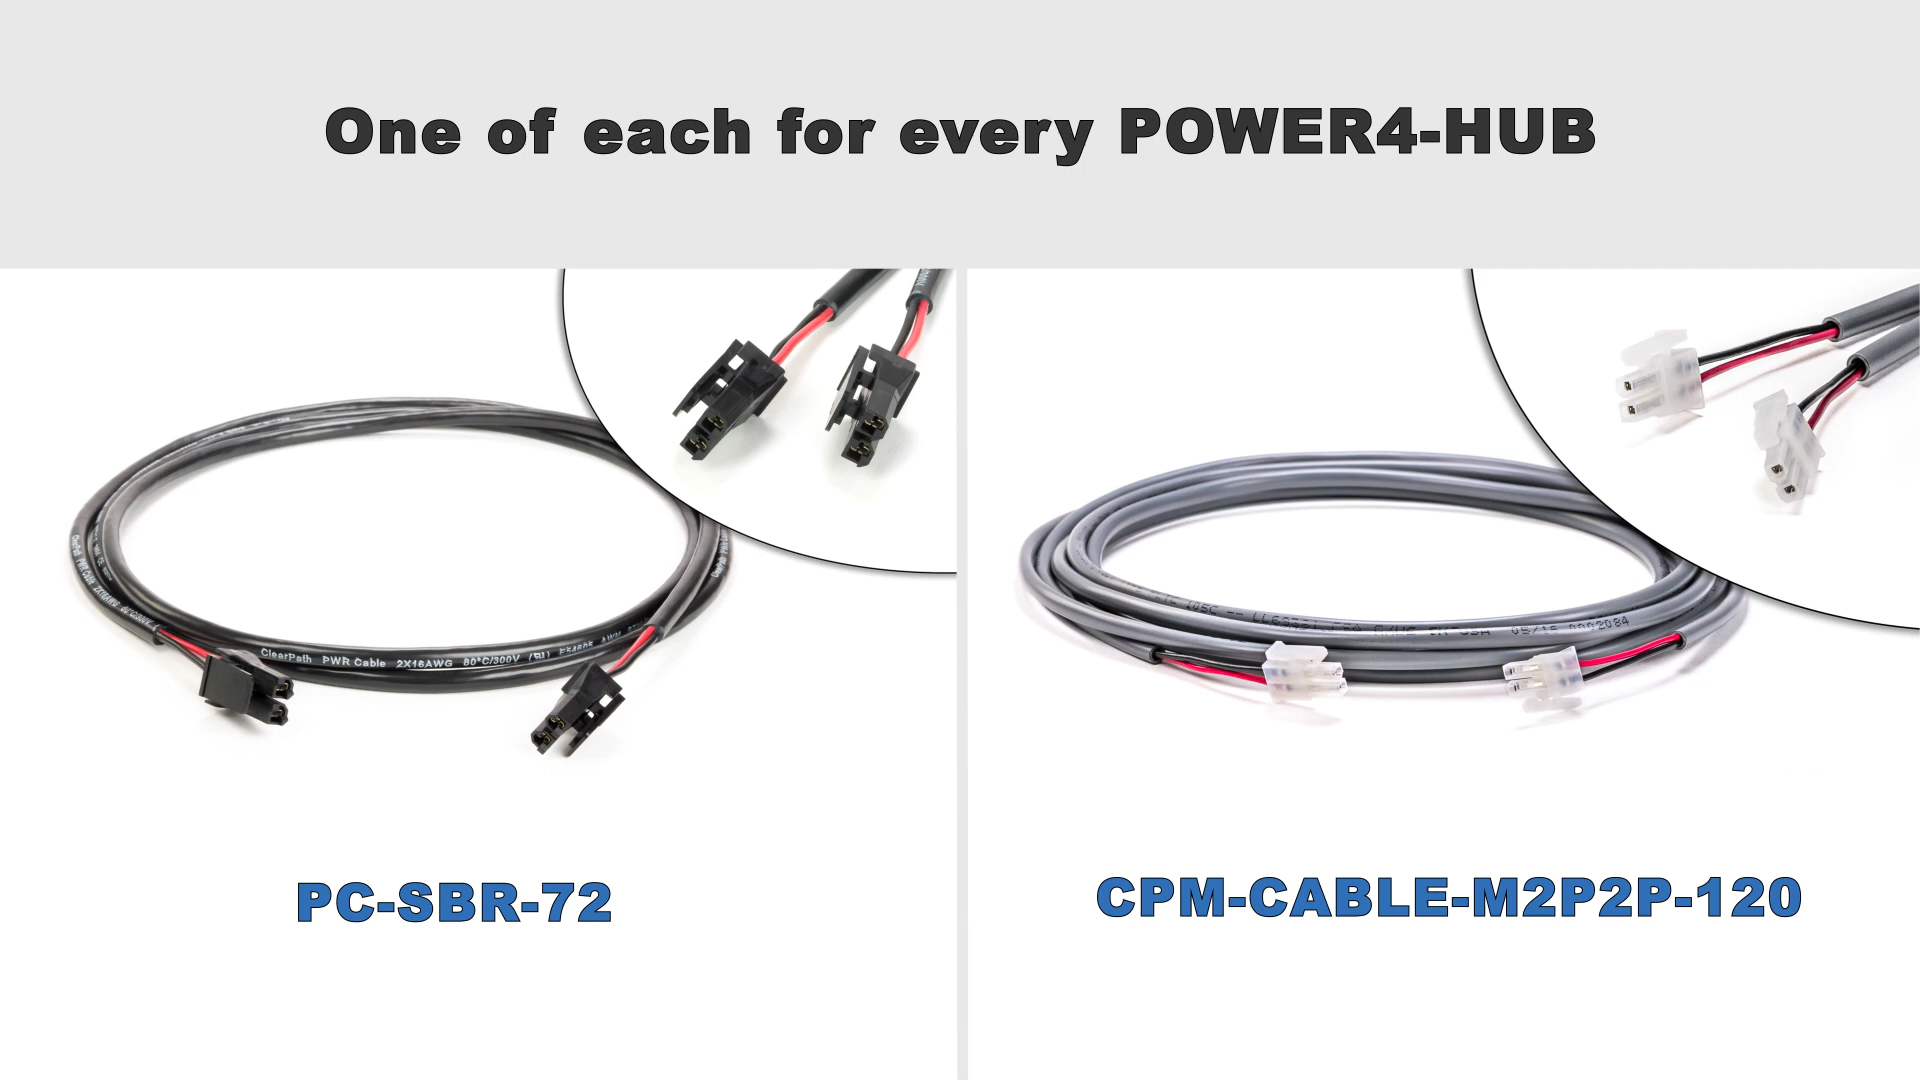 One of each for every POWER4-HUB
ClearPath PWR Cable 2X16AWG 80°C/300V
PC-SBR-72
CPM-CABLE-M2P2P-120